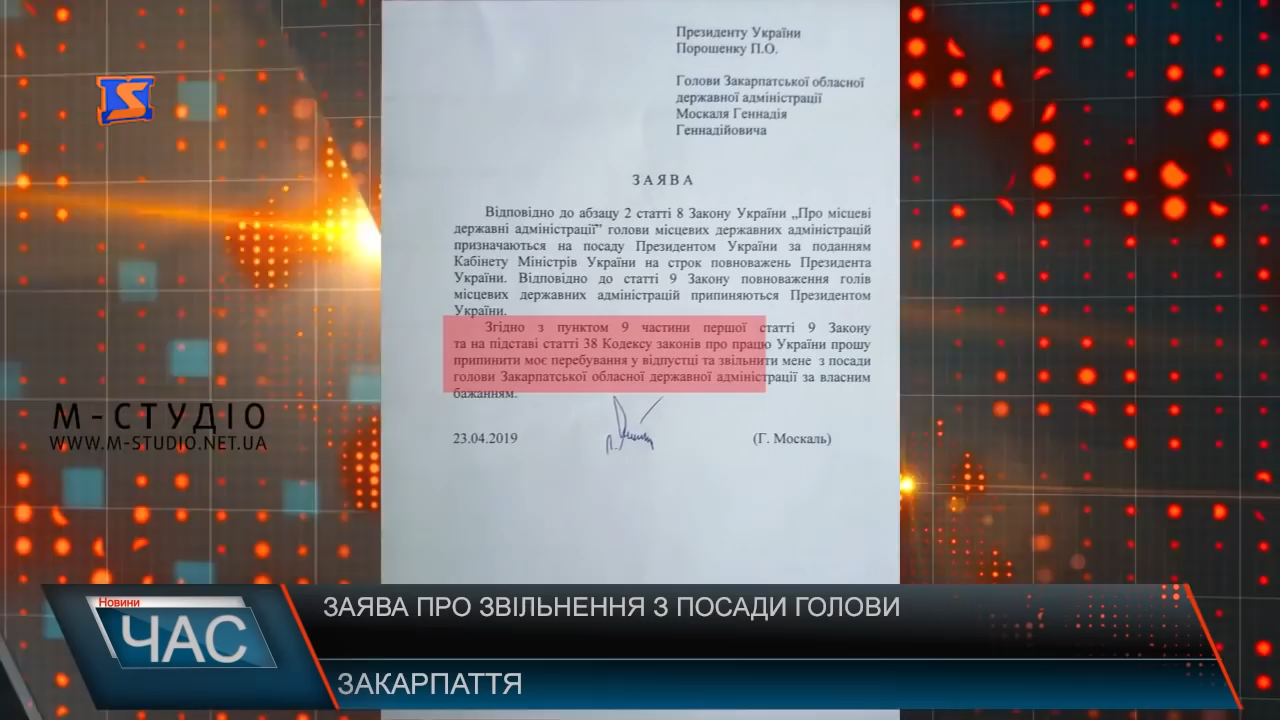 Президенту України
Порошенку П.О.
Голови Закарпатської обласної
державної адміністрації
Москаля Геннадія
Геннадійовича
ЗАЯВА
Відповідно до абзацу 2 статті 8 Закону України „Про місцеві
державні адміністрації” голови місцевих державних адміністрацій
призначаються на посаду Президентом України за поданням
Кабінету Міністрів України на строк повноважень Президента
України. Відповідно до статті 9 Закону повноваження голів
місцевих державних адміністрацій припиняються Президентом
України.
Згідно з пунктом 9 частини першої статті 9 Закону
та на підставі статті 38 Кодексу законів про працю України прошу
припинити моє перебування у відпустці та звільнити мене з посади
голови Закарпатської обласної державної адміністрації за власним
бажанням.
23.04.2019 (Г. Москаль)
М-СТУДІО
WWW.M-STUDIO.NET.UA
Новини
ЧАС
ЗАЯВА ПРО ЗВІЛЬНЕННЯ З ПОСАДИ ГОЛОВИ
ЗАКАРПАТТЯ